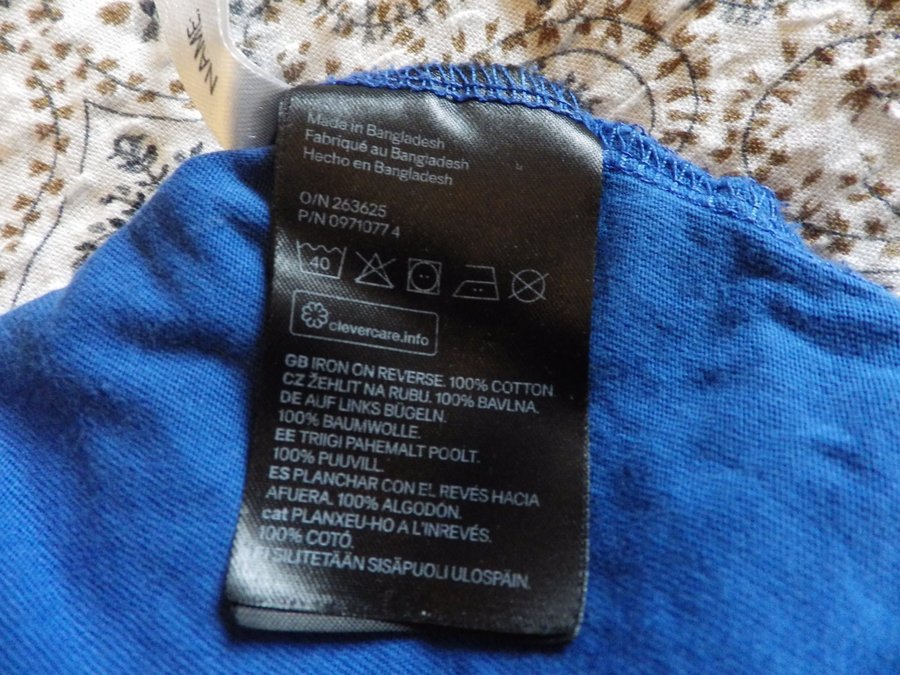 NAME
Made in Bangladesh
Fabriqué au Bangladesh
Hecho en Bangladesh
O/N 263625
P/N 0971077 4
40
clevercare.info
GB IRON ON REVERSE. 100% COTTON
CZ ŽEHLIT NA RUBU. 100% BAVLNA.
DE AUF LINKS BÜGELN.
100% BAUMWOLLE.
EE TRIIGI PAHEMALT POOLT.
100% PUUVILL.
ES PLANCHAR CON EL REVÉS HACIA
AFUERA. 100% ALGODÓN.
cat PLANXEU-HO A L'INREVÉS.
100% COTÓ.
SILITETÄÄN SISÄPUOLI ULOSPÄIN.